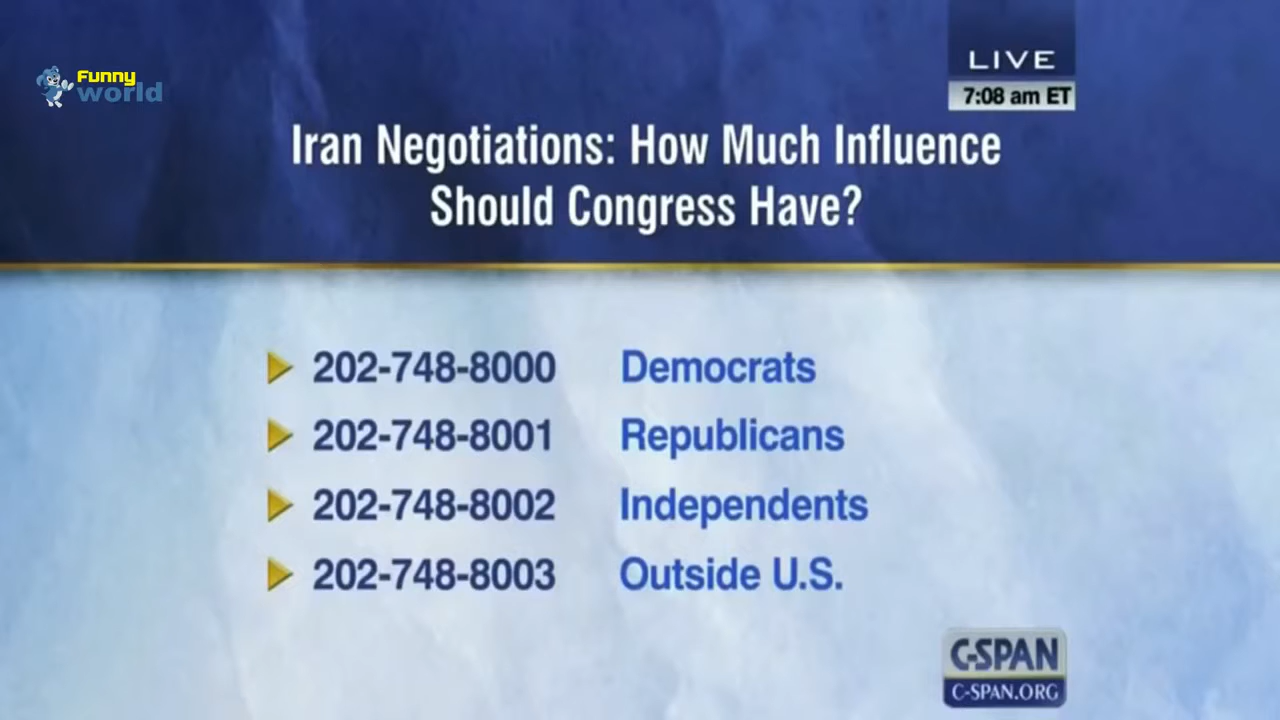 Funny
world
LIVE
7:08 am ET
Iran Negotiations: How Much Influence
Should Congress Have?
202-748-8000 Democrats
202-748-8001 Republicans
202-748-8002 Independents
202-748-8003 Outside U.S.
C-SPAN
C-SPAN.ORG